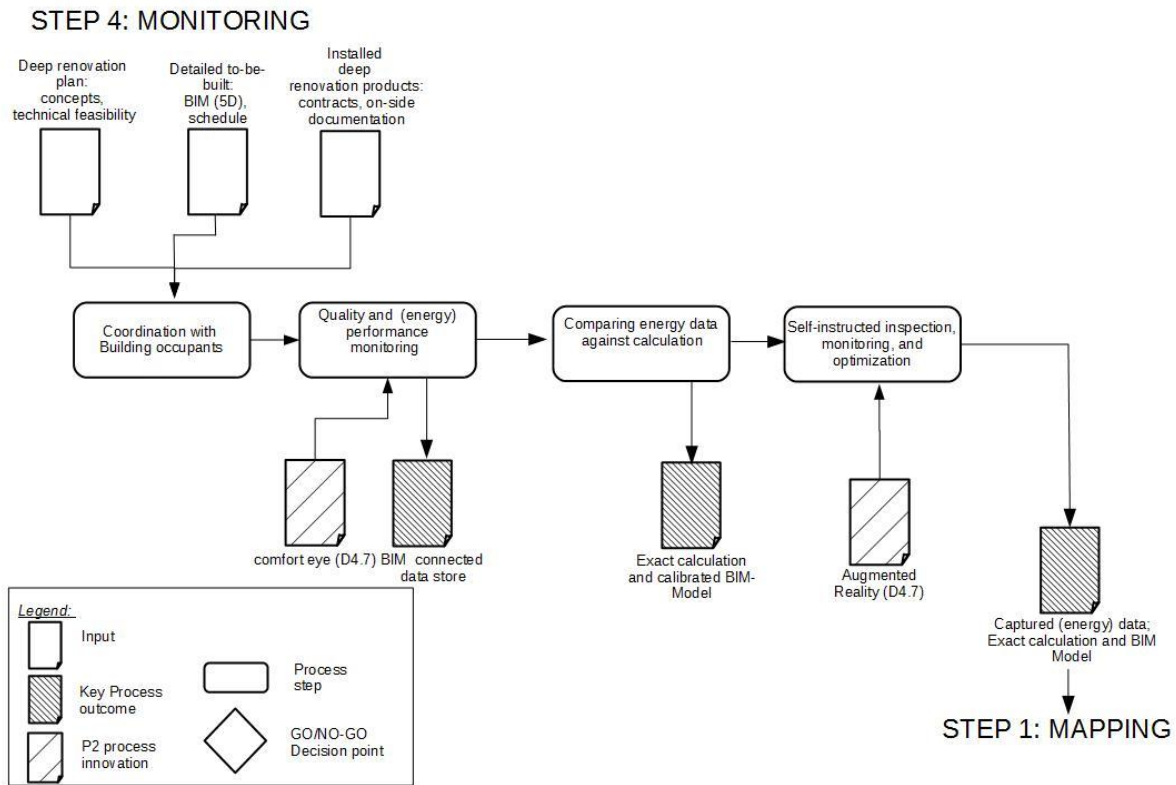 STEP 4: MONITORING
Deep renovation
plan:
concepts,
technical feasibility
Detailed to-be-
built:
BIM (5D),
schedule
Installed
deep
renovation products:
contracts, on-side
documentation
Coordination with
Building occupants
Quality and (energy)
performance
monitoring
Comparing energy data
against calculation
Self-instructed inspection,
monitoring, and
optimization
comfort eye (D4.7)
BIM connected
data store
Exact calculation
and calibrated BIM-
Model
Augmented
Reality (D4.7)
Captured (energy) data;
Exact calculation and BIM
Model
STEP 1: MAPPING
Legend:
Input
Key Process
outcome
P2 process
innovation
Process
step
GO/NO-GO
Decision point